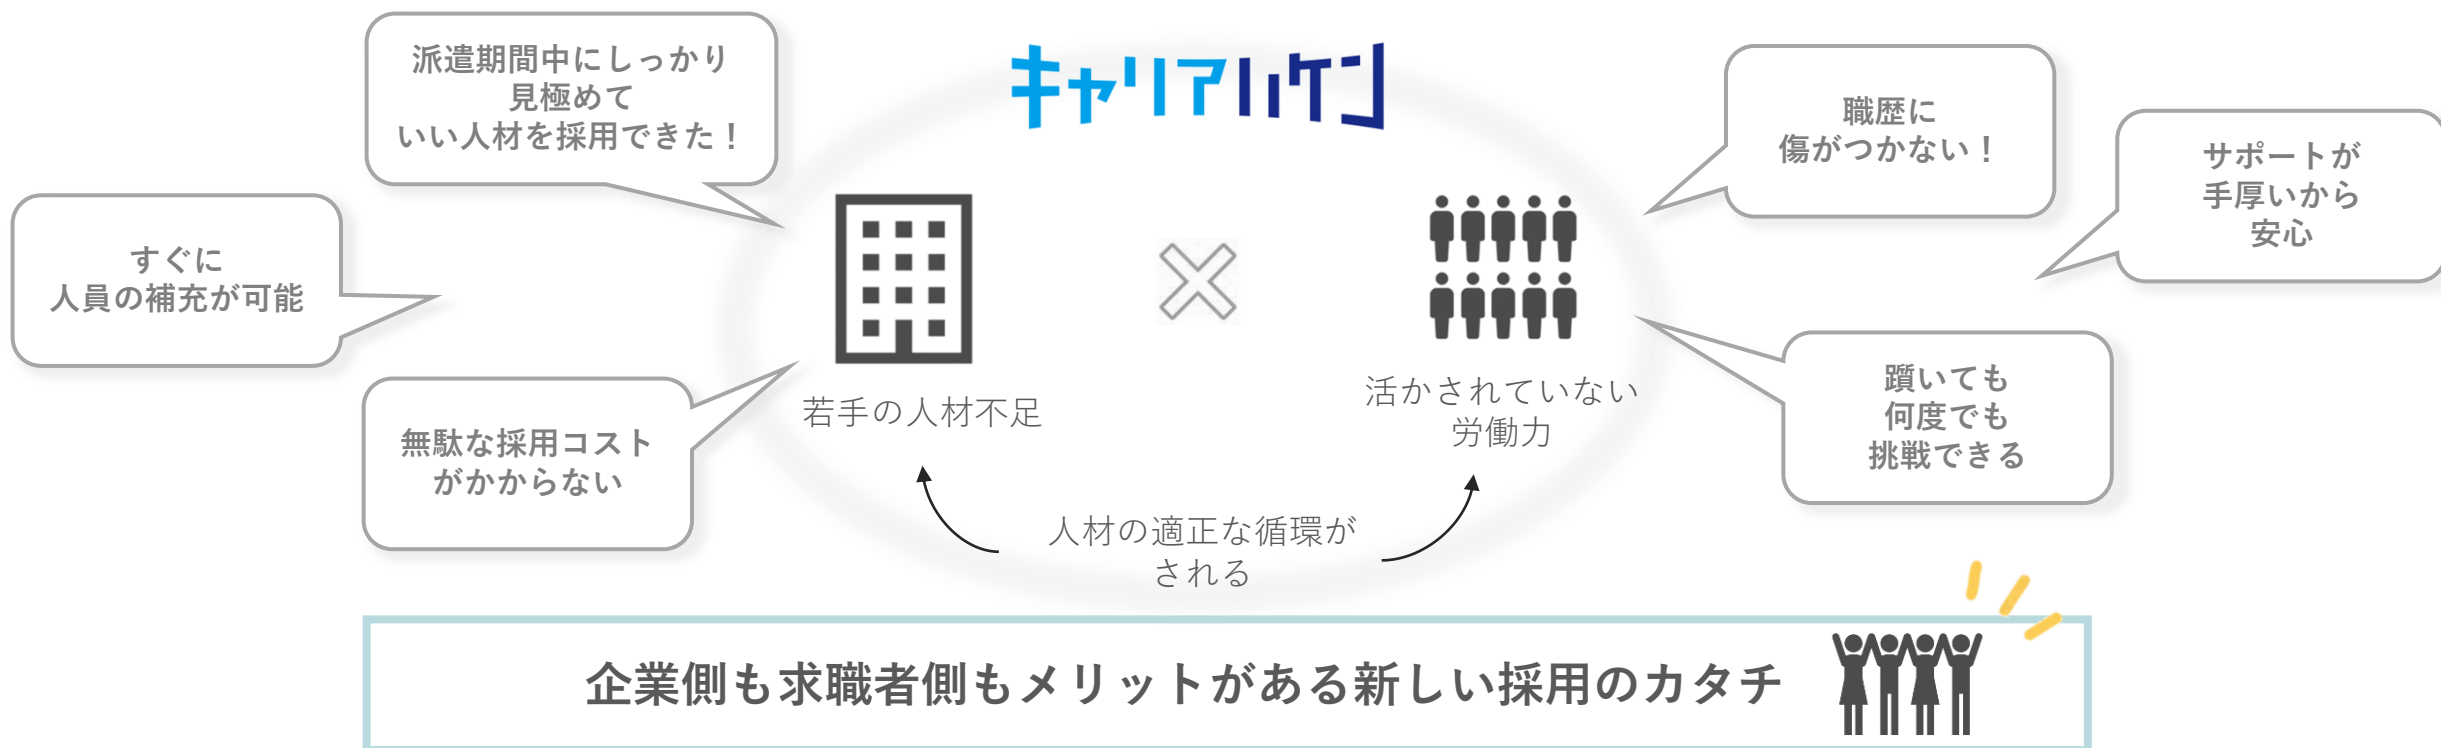 キャリアハケン
派遣期間中にしっかり
見極めて
いい人材を採用できた！
すぐに
人員の補充が可能
無駄な採用コスト
がかからない
職歴に
傷がつかない！
サポートが
手厚いから
安心
躓いても
何度でも
挑戦できる
若手の人材不足
活かされていない
労働力
人材の適正な循環が
される
企業側も求職者側もメリットがある新しい採用のカタチ